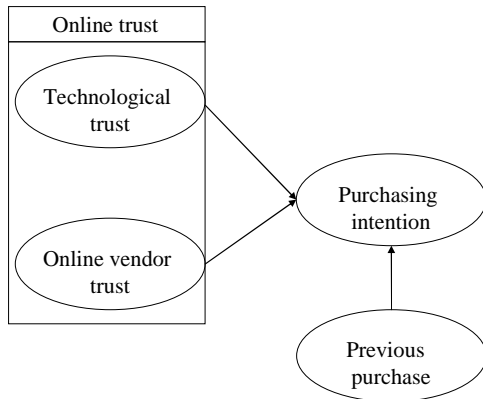 Online trust
Technological
trust
Purchasing
intention
Online vendor
trust
Previous
purchase